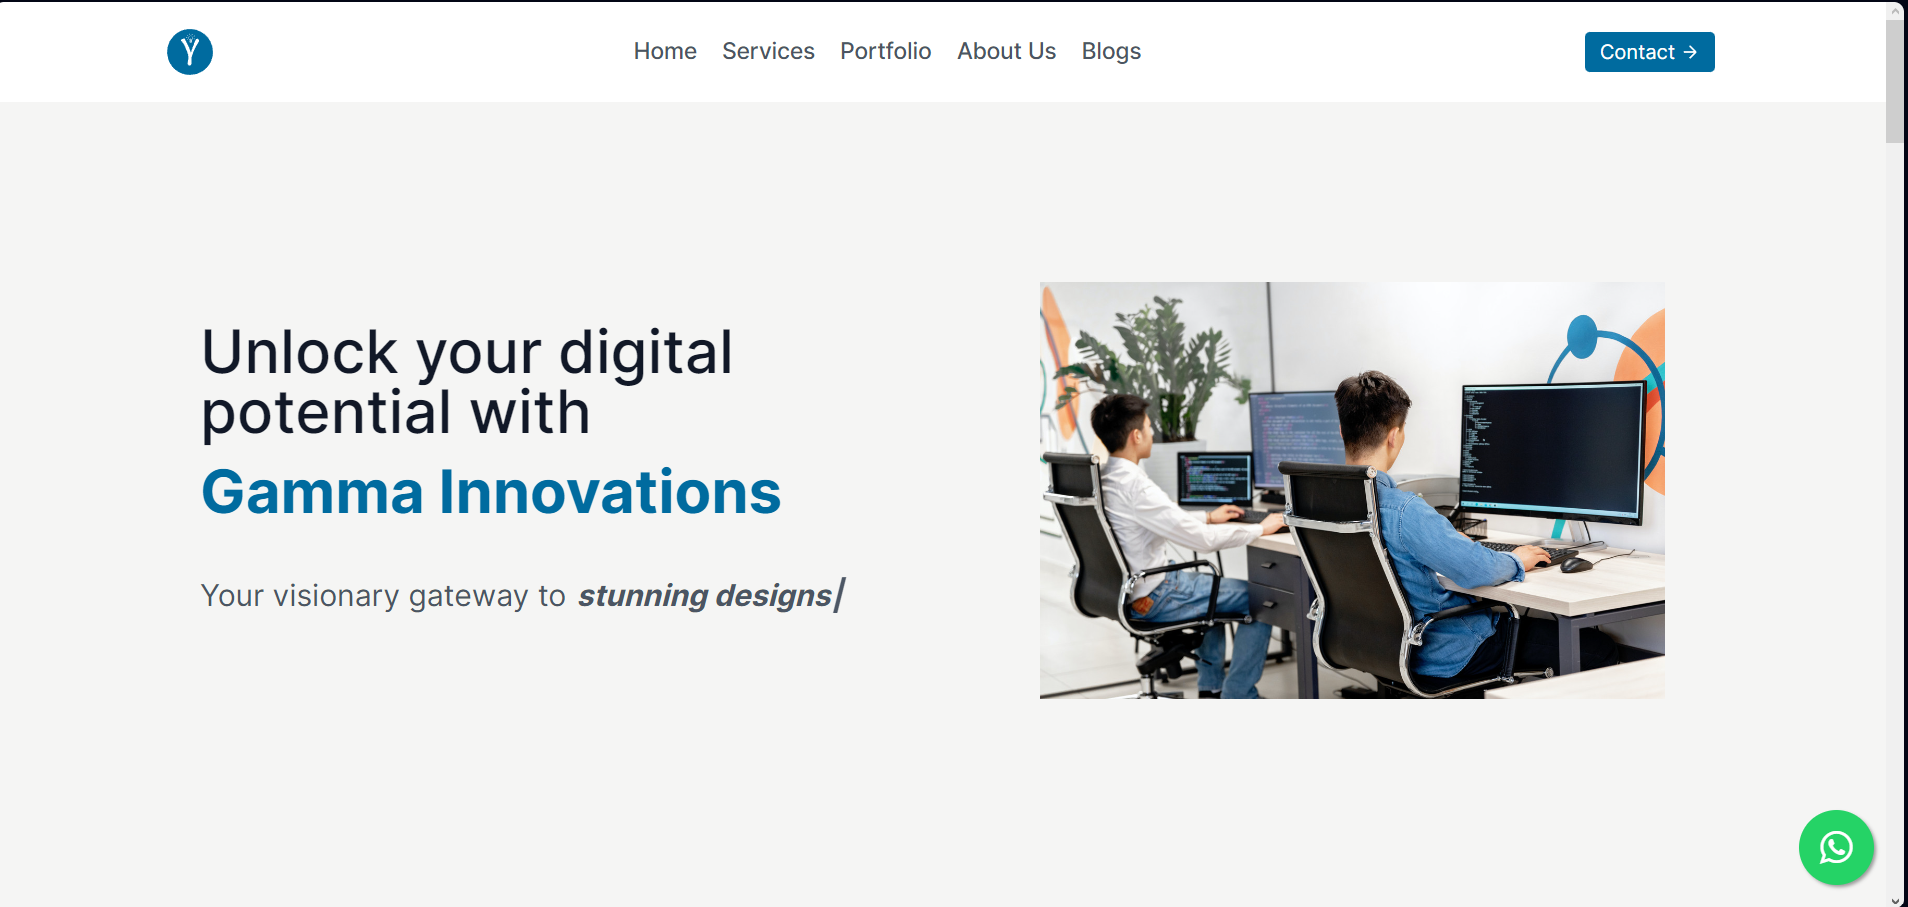 Home Services Portfolio About Us Blogs
Contact →
Unlock your digital
potential with
Gamma Innovations
Your visionary gateway to stunning designs|